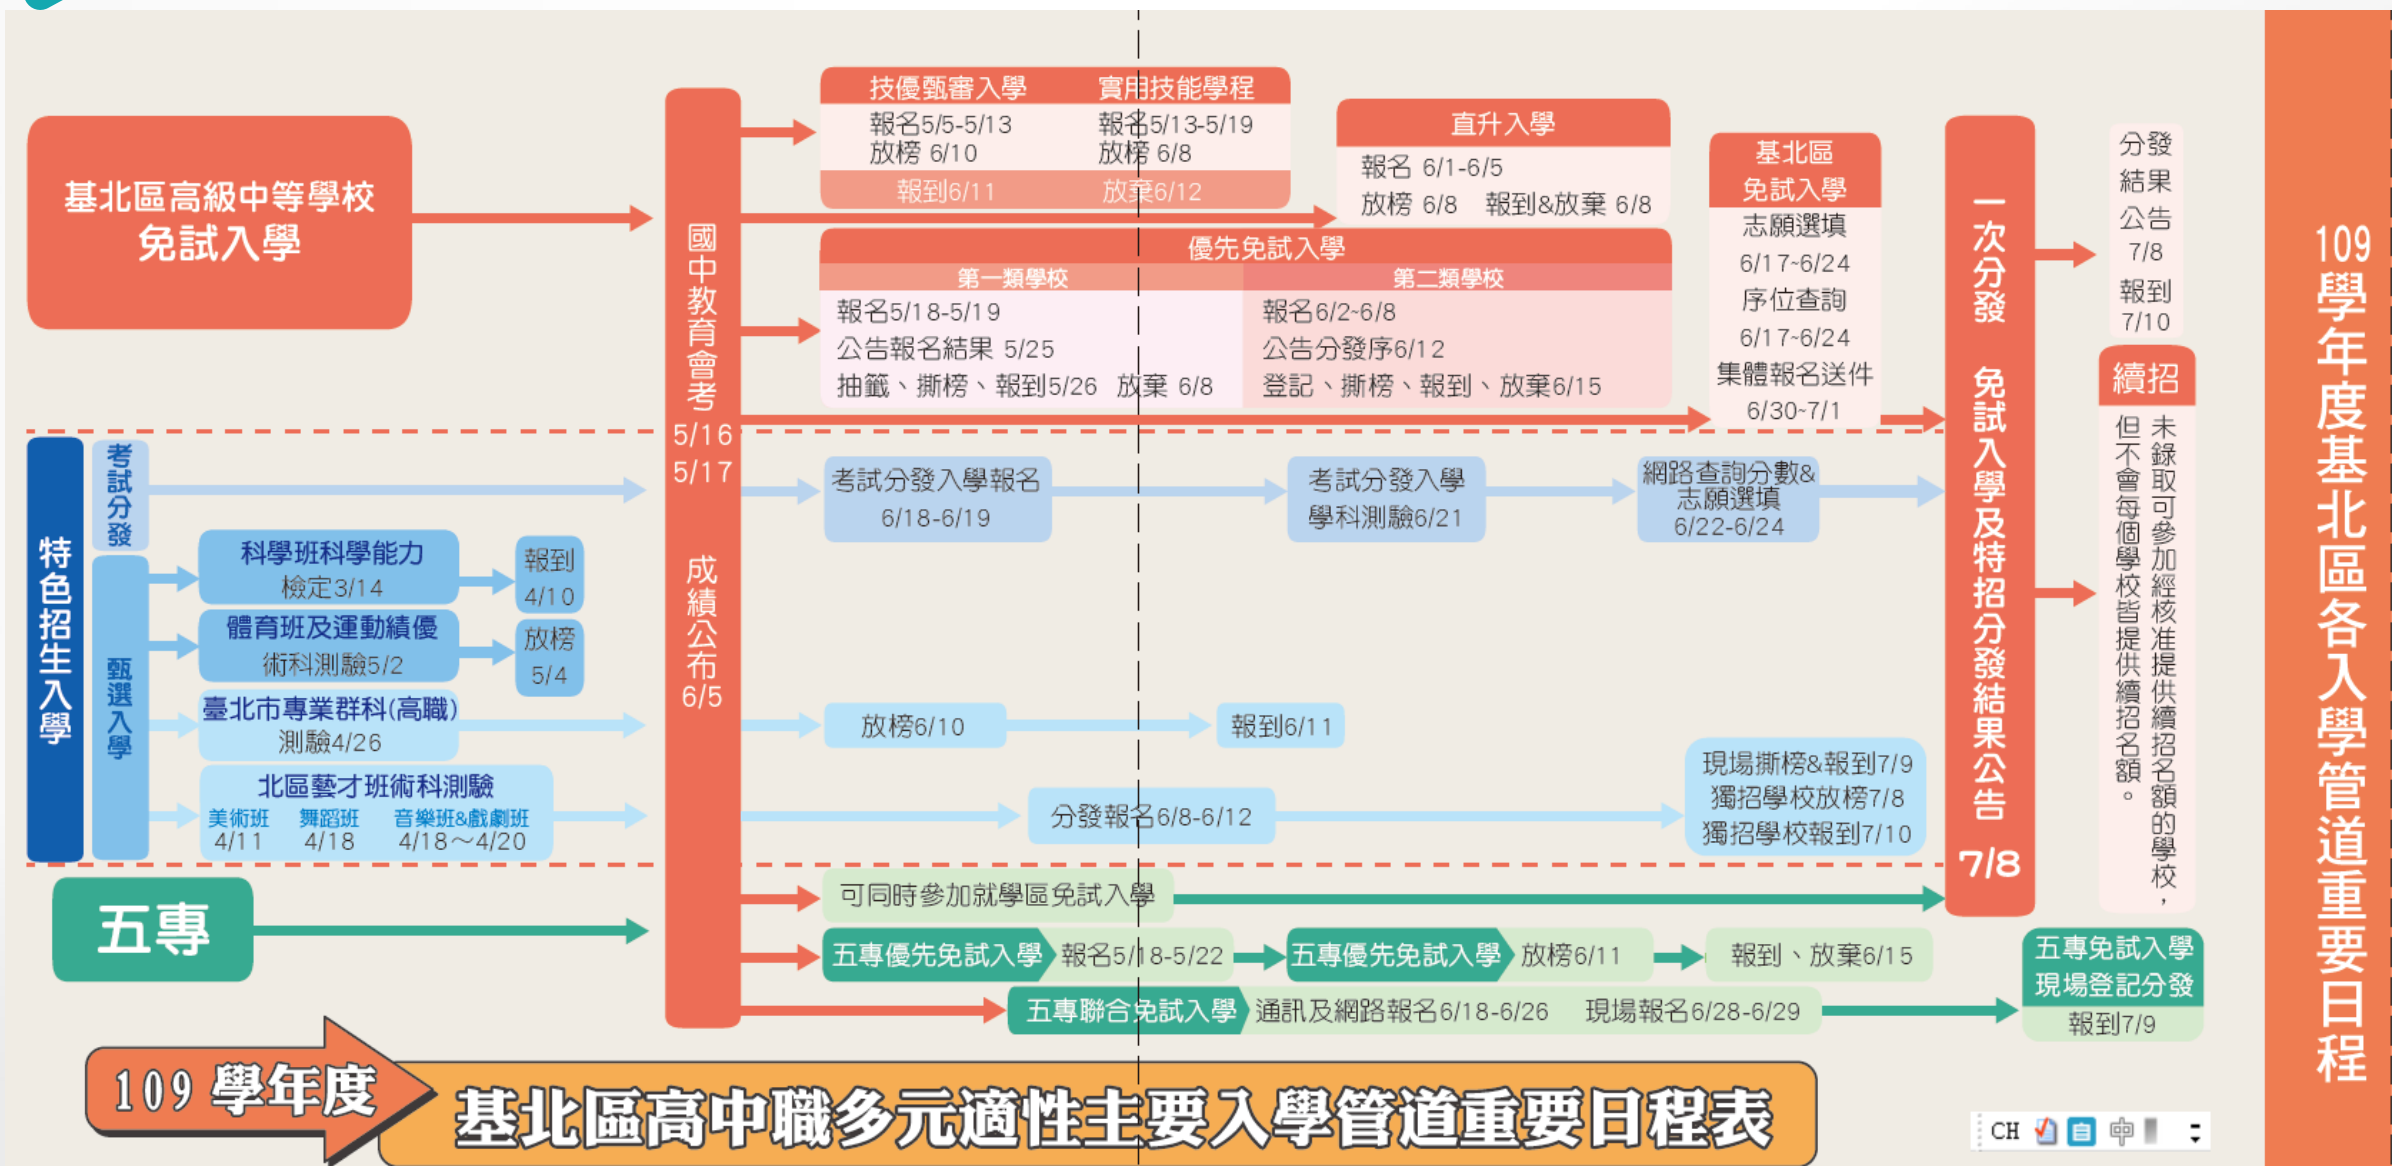 基北區高級中等學校
免試入學
國中教育會考
5/16
5/17
成績公布
6/5
技優甄審入學
報名5/5-5/13
放榜 6/10
報到6/11
實用技能學程
報名5/13-5/19
放榜 6/8
放棄6/12
直升入學
報名 6/1-6/5
放榜 6/8 報到&放棄 6/8
優先免試入學
第一類學校
報名5/18-5/19
公告報名結果 5/25
抽籤、撕榜、報到5/26 放棄 6/8
第二類學校
報名6/2~6/8
公告分發序6/12
登記、撕榜、報到、放棄6/15
基北區
免試入學
志願選填
6/17~6/24
序位查詢
6/17~6/24
集體報名送件
6/30~7/1
一次分發 免試入學及特招分發結果公告
7/8
分發
結果
公告
7/8
報到
7/10
續招
未錄取可參加經核准提供續招名額的學校,
但不會每個學校皆提供續招名額。
特色招生入學
考試分發
考試分發入學報名
6/18-6/19
考試分發入學
學科測驗6/21
網路查詢分數&
志願選填
6/22-6/24
甄選入學
科學班科學能力
檢定3/14
報到
4/10
體育班及運動績優
術科測驗5/2
放榜
5/4
臺北市專業群科(高職)
測驗4/26
放榜6/10
報到6/11
北區藝才班術科測驗
美術班
4/11
舞蹈班
4/18
音樂班&戲劇班
4/18～4/20
分發報名6/8-6/12
現場撕榜&報到7/9
獨招學校放榜7/8
獨招學校報到7/10
五專
可同時參加就學區免試入學
五專優先免試入學 報名5/18-5/22
五專優先免試入學 放榜6/11
報到、放棄6/15
五專聯合免試入學 通訊及網路報名6/18-6/26 現場報名6/28-6/29
五專免試入學
現場登記分發
報到7/9
109學年度基北區各入學管道重要日程
109 學年度
基北區高中職多元適性主要入學管道重要日程表
CH 自 中